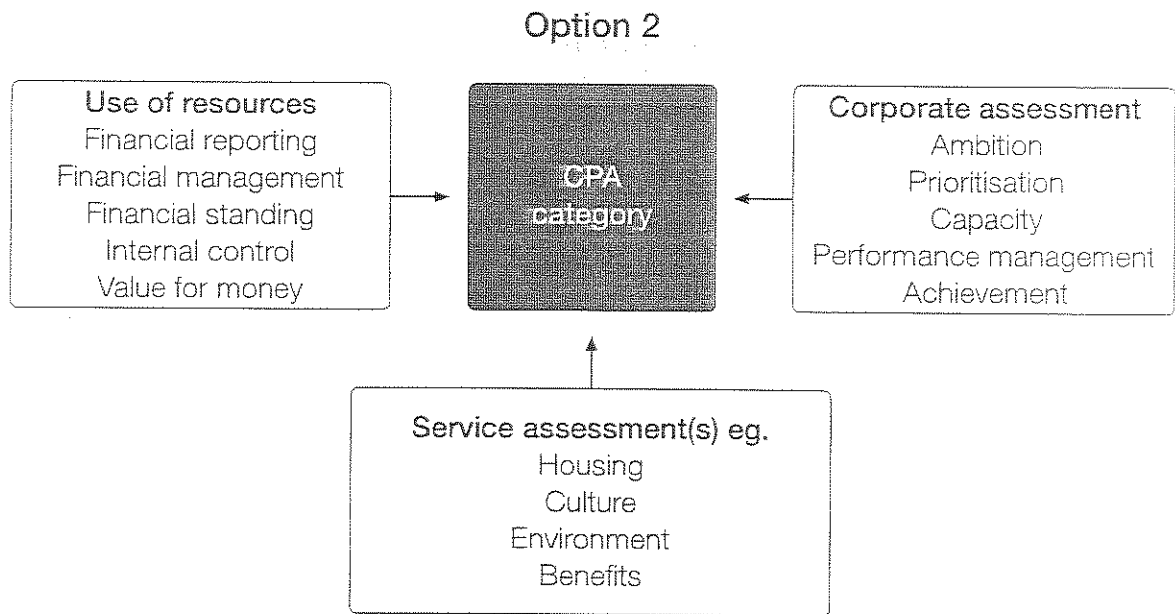 Option 2
Use of resources
Financial reporting
Financial management
Financial standing
Internal control
Value for money
CPA
category
Corporate assessment
Ambition
Prioritisation
Capacity
Performance management
Achievement
Service assessment(s) eg.
Housing
Culture
Environment
Benefits